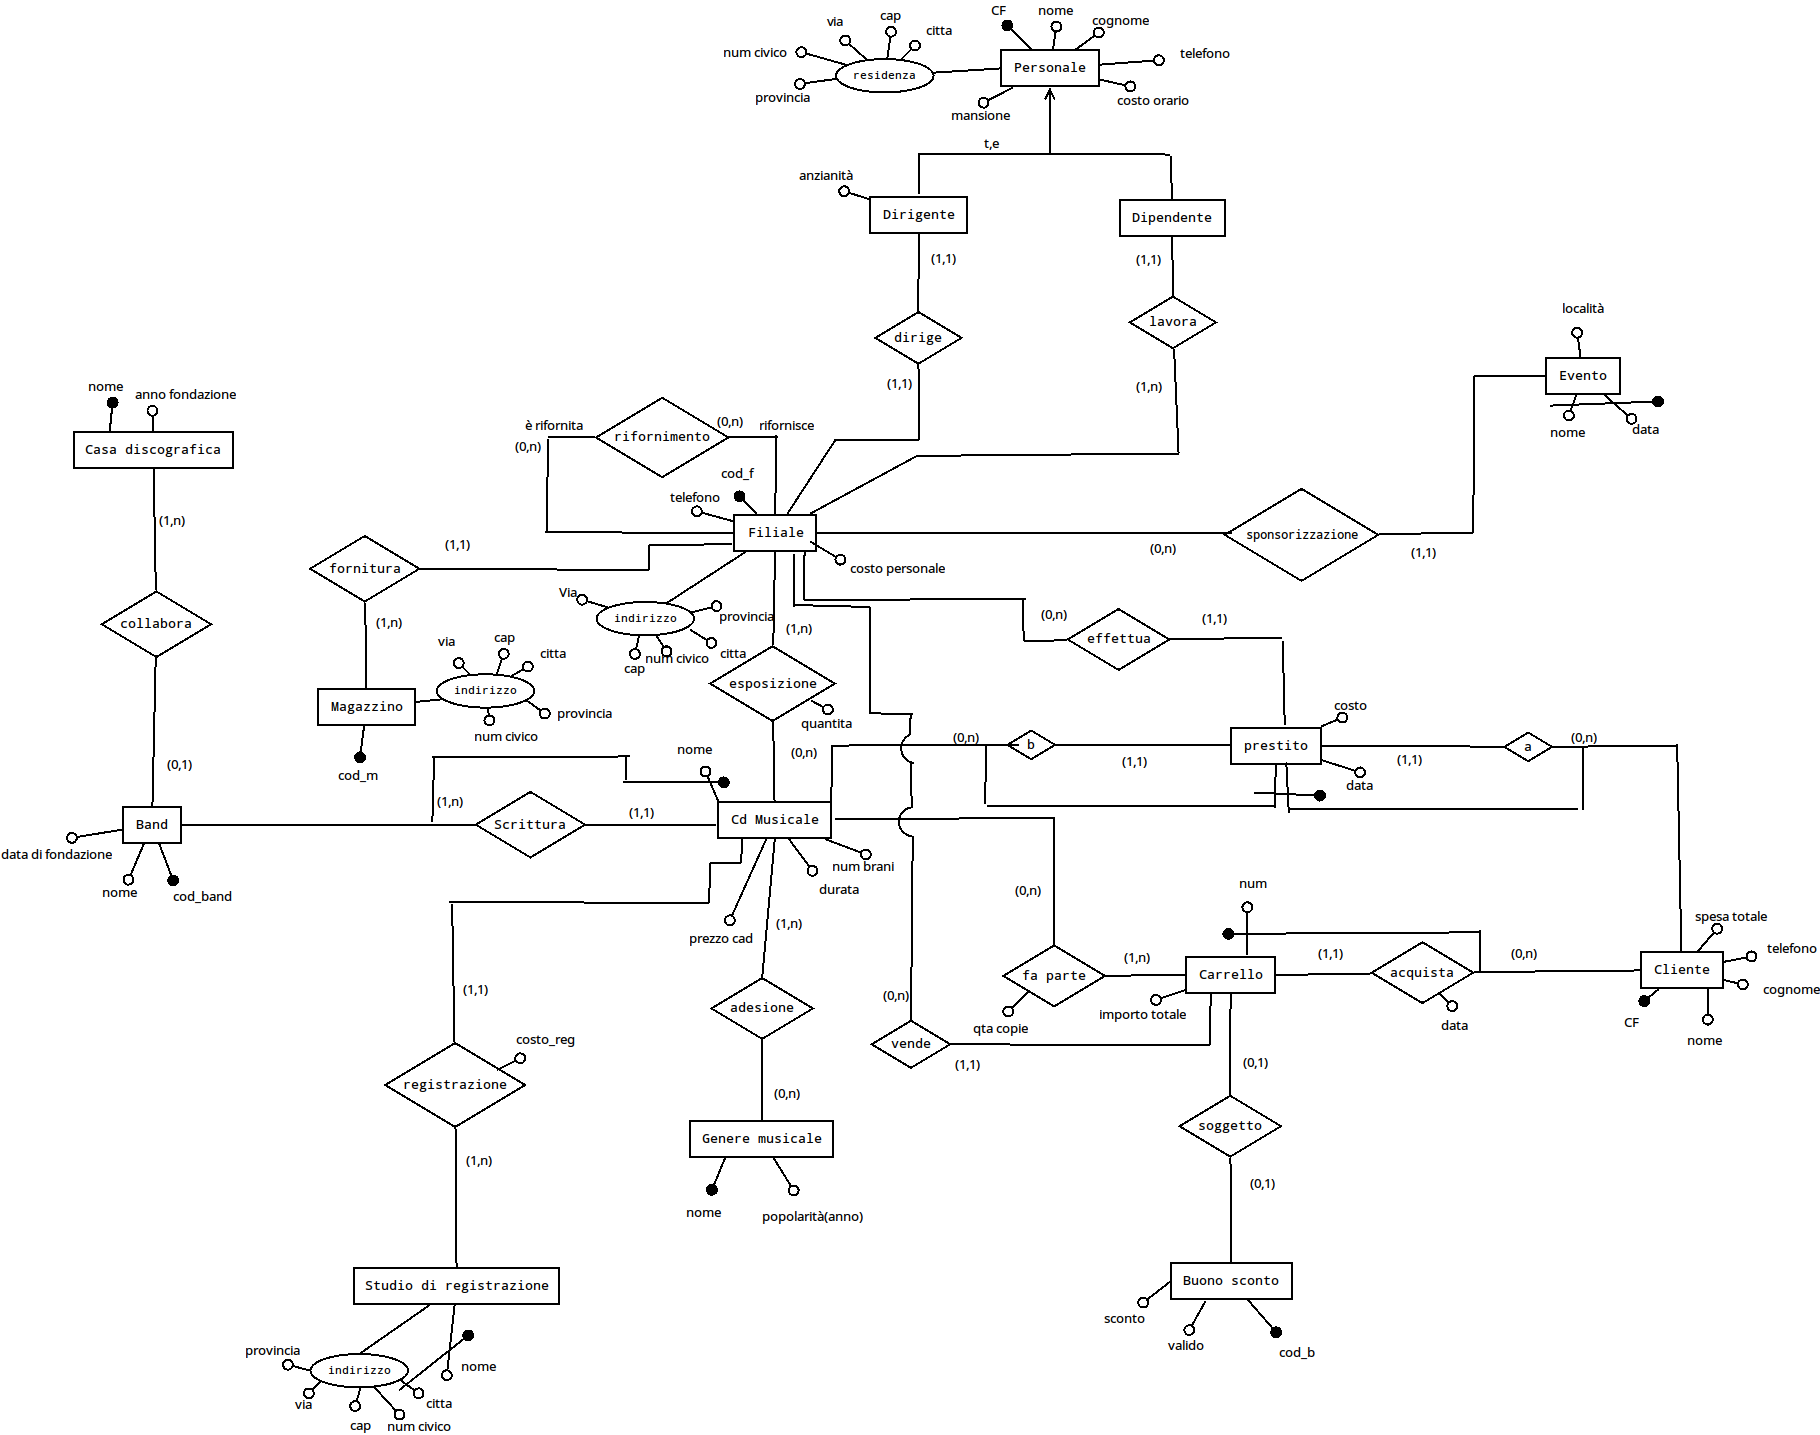 CF
nome
cognome
via
cap
citta
num civico
telefono
residenza
Personale
provincia
costo orario
mansione
t,e
anzianità
Dirigente
Dipendente
(1,1)
(1,1)
località
dirige
lavora
Evento
(1,1)
(1,n)
nome
anno fondazione
nome
data
è rifornita
(0,n)
rifornisce
(0,n)
rifornimento
Casa discografica
cod_f
telefono
Filiale
(0,n)
sponsorizzazione
(1,1)
costo personale
(1,n)
(1,1)
fornitura
Via
indirizzo
provincia
cap
num civico
citta
(1,n)
(0,n)
effettua
(1,1)
collabora
(1,n)
via
cap
citta
indirizzo
provincia
num civico
Magazzino
cod_m
esposizione
quantita
(0,n)
costo
(0,n)
b
(1,1)
prestito
(1,1)
a
(0,n)
data
(0,1)
nome
(1,n)
Band
Scrittura
(1,1)
Cd Musicale
data di fondazione
nome
cod_band
num brani
durata
prezzo cad
(1,n)
(0,n)
num
spesa totale
telefono
fa parte
(1,n)
Carrello
(1,1)
acquista
(0,n)
Cliente
cognome
qta copie
importo totale
data
CF
nome
(1,1)
adesione
(0,n)
vende
(1,1)
(0,1)
costo_reg
registrazione
(0,n)
soggetto
Genere musicale
(1,n)
(0,1)
nome
popolarità(anno)
Studio di registrazione
Buono sconto
sconto
valido
cod_b
provincia
indirizzo
nome
via
cap
num civico
citta